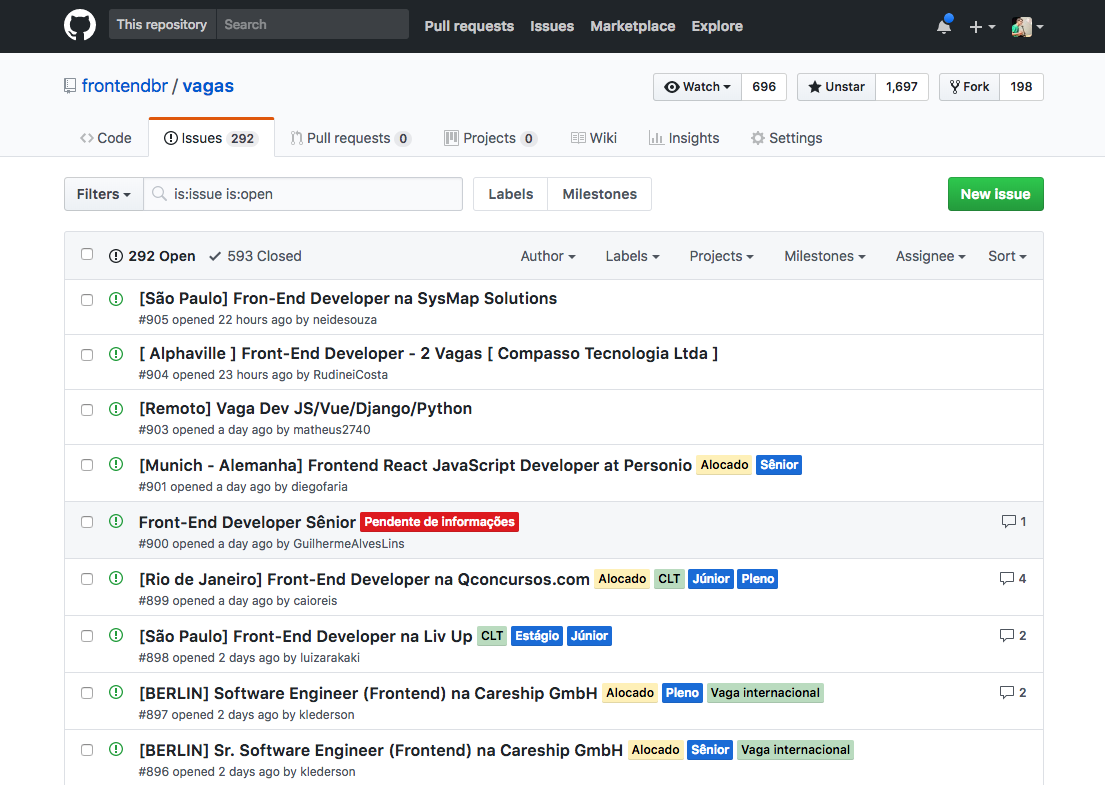 This repository Search Pull requests Issues Marketplace Explore
frontendbr / vagas Watch 696 Unstar 1,697 Fork 198
Code Issues 292 Pull requests 0 Projects 0 Wiki Insights Settings
Filters is:issue is:open Labels Milestones New issue
292 Open 593 Closed Author Labels Projects Milestones Assignee Sort
[São Paulo] Fron-End Developer na SysMap Solutions
#905 opened 22 hours ago by neidesouza
[ Alphaville ] Front-End Developer - 2 Vagas [ Compasso Tecnologia Ltda ]
#904 opened 23 hours ago by RudineiCosta
[Remoto] Vaga Dev JS/Vue/Django/Python
#903 opened a day ago by matheus2740
[Munich - Alemanha] Frontend React JavaScript Developer at Personio Alocado Sênior
#901 opened a day ago by diegofaria
Front-End Developer Sênior Pendente de informações 1
#900 opened a day ago by GuilhermeAlvesLins
[Rio de Janeiro] Front-End Developer na Qconcursos.com Alocado CLT Júnior Pleno 4
#899 opened a day ago by caioreis
[São Paulo] Front-End Developer na Liv Up CLT Estágio Júnior 2
#898 opened 2 days ago by luizarakaki
[BERLIN] Software Engineer (Frontend) na Careship GmbH Alocado Pleno Vaga internacional 2
#897 opened 2 days ago by klederson
[BERLIN] Sr. Software Engineer (Frontend) na Careship GmbH Alocado Sênior Vaga internacional
#896 opened 2 days ago by klederson